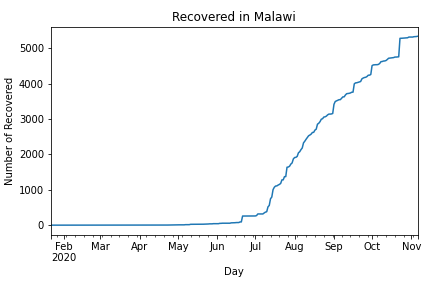 Recovered in Malawi
Number of Recovered
5000
4000
3000
2000
1000
0
Feb Mar Apr May Jun Jul Aug Sep Oct Nov
2020
Day